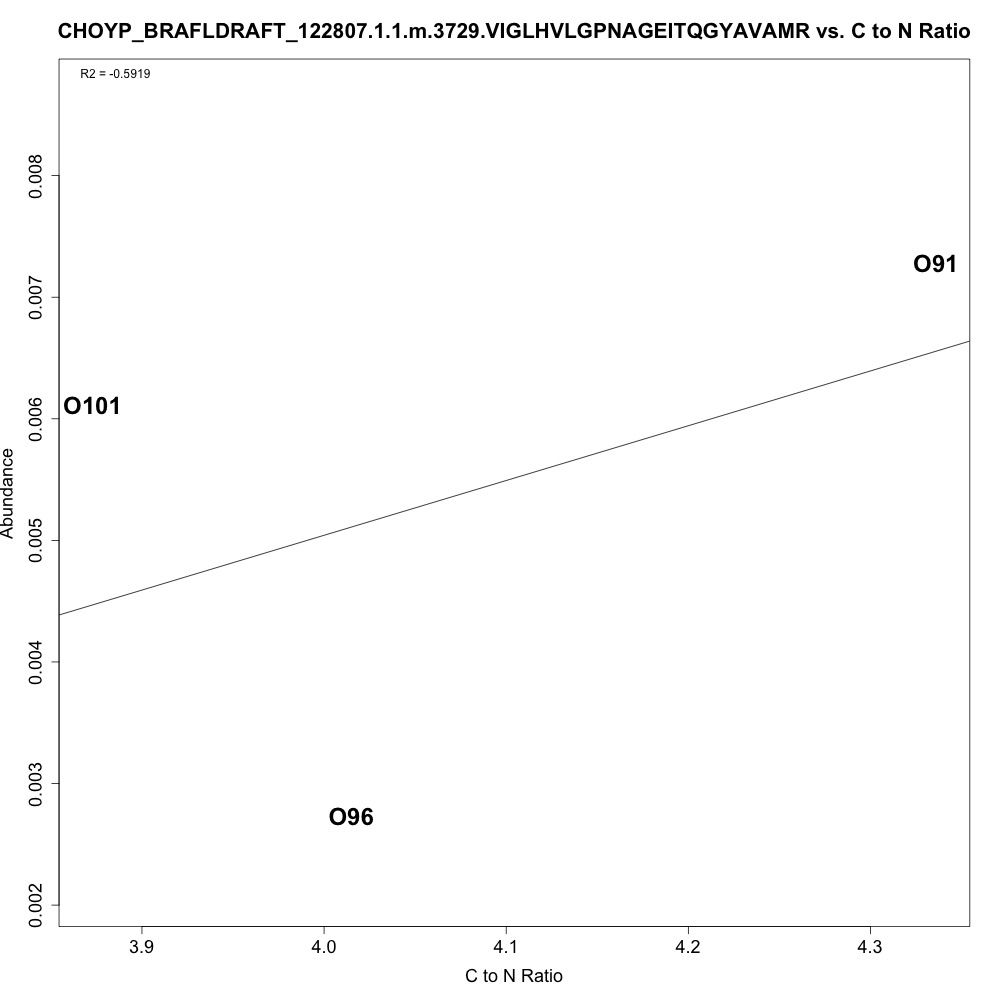 CHOYP_BRAFLDRAFT_122807.1.1.m.3729.VIGLHVLGPNAGEITQGYAVAMR vs. C to N Ratio
R2 = -0.5919
0.008
0.007
0.006
0.005
0.004
0.003
0.002
Abundance
O91
O101
O96
3.9
4.0
4.1
4.2
4.3
C to N Ratio